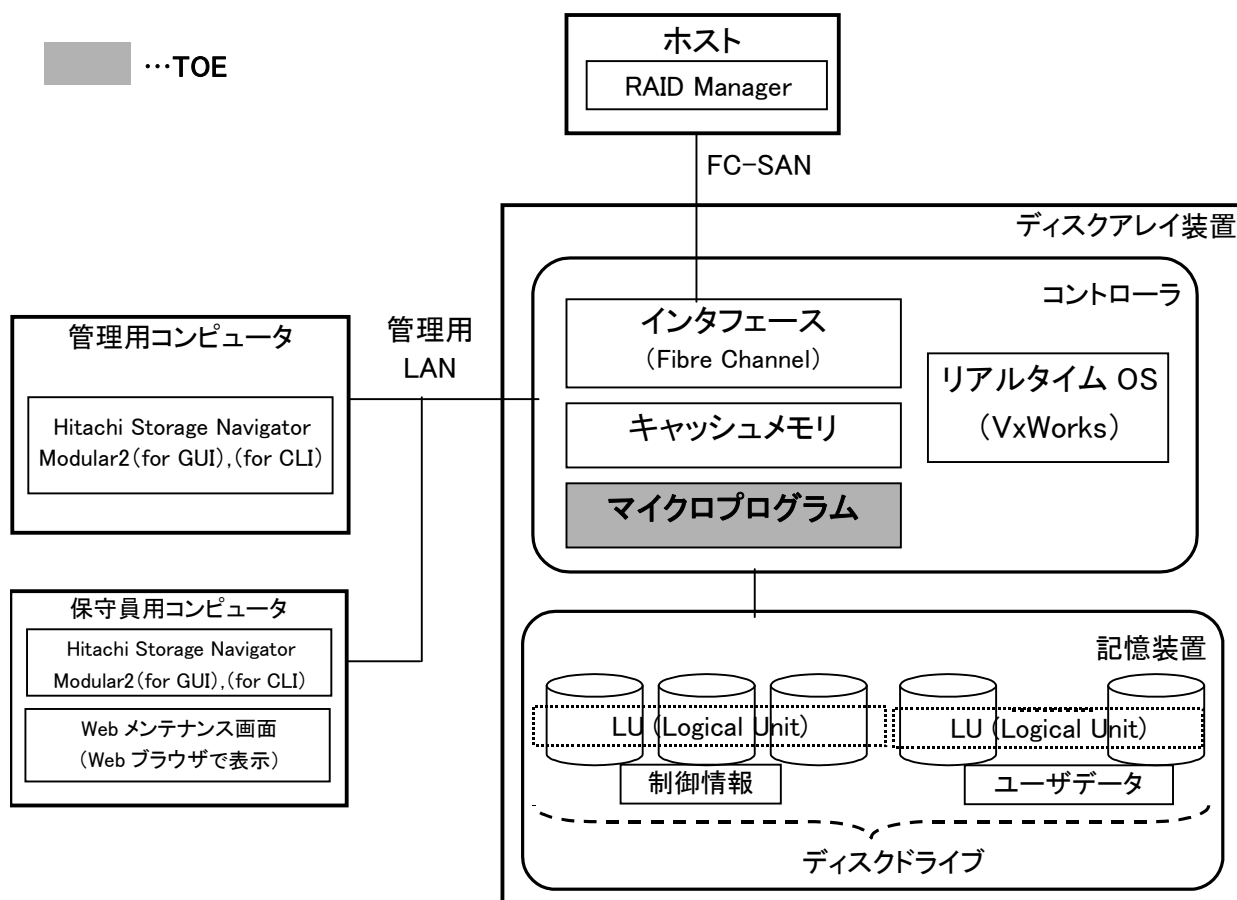 …TOE
ホスト
RAID Manager
FC-SAN
ディスクアレイ装置
コントローラ
インタフェース
(Fibre Channel)
キャッシュメモリ
マイクロプログラム
リアルタイム OS
(VxWorks)
管理用コンピュータ
Hitachi Storage Navigator
Modular2(for GUI),(for CLI)
管理用
LAN
保守員用コンピュータ
Hitachi Storage Navigator
Modular2(for GUI),(for CLI)
Web メンテナンス画面
(Web ブラウザで表示)
記憶装置
LU (Logical Unit)
LU (Logical Unit)
制御情報
ユーザデータ
ディスクドライブ